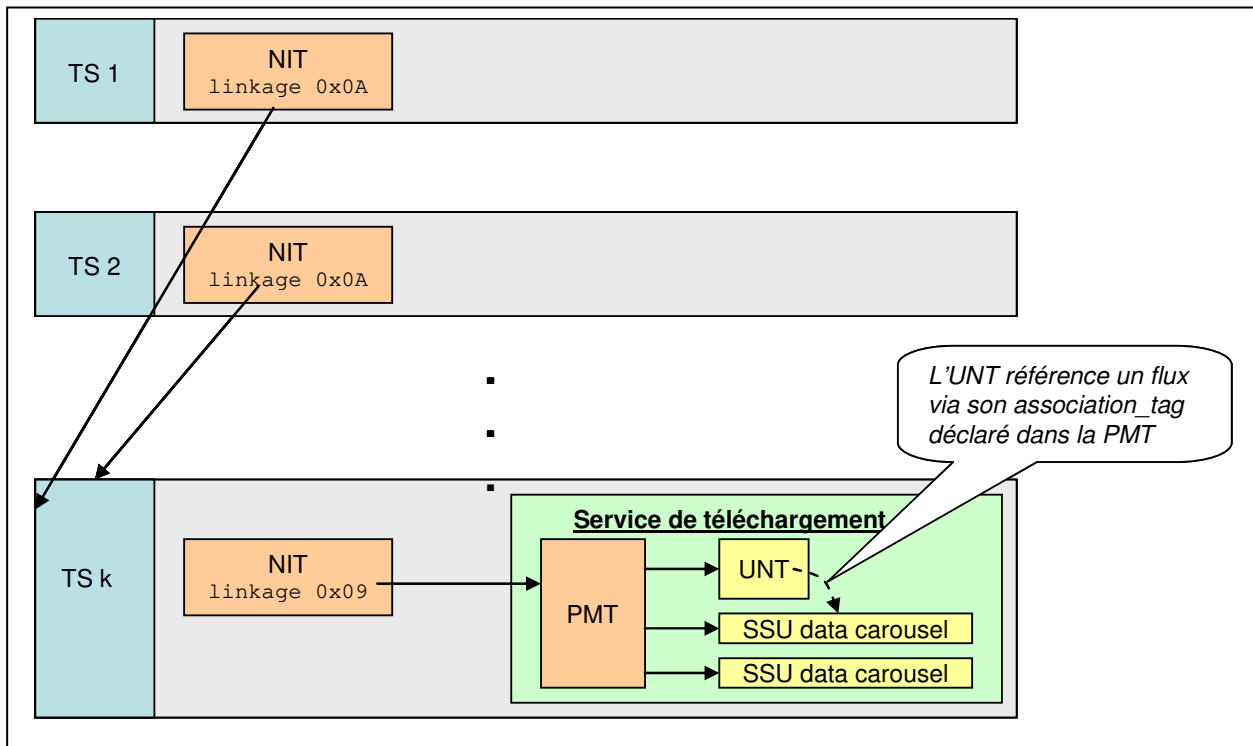 TS 1
NIT
linkage 0x0A
TS 2
NIT
linkage 0x0A
L'UNT référence un flux
via son association_tag
déclaré dans la PMT
TS k
NIT
linkage 0x09
Service de téléchargement
PMT
UNT
SSU data carousel
SSU data carousel